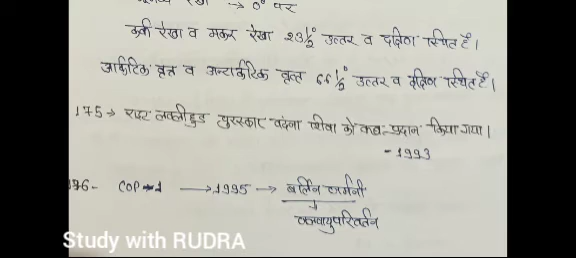 रेखा → 0° पर
कर्क रेखा व मकर रेखा 23½° उत्तर व दक्षिण स्थित हैं।
आर्कटिक वृत्त व अन्टार्कटिक वृत्त 66½° उत्तर व दक्षिण स्थित हैं।
175 → राइट लवलीहुड पुरस्कार वंदना शिवा को कब प्रदान किया गया।
- 1993
176 - COP-1 → 1995 → बर्लिन जर्मनी
↓
जलवायु परिवर्तन
Study with RUDRA